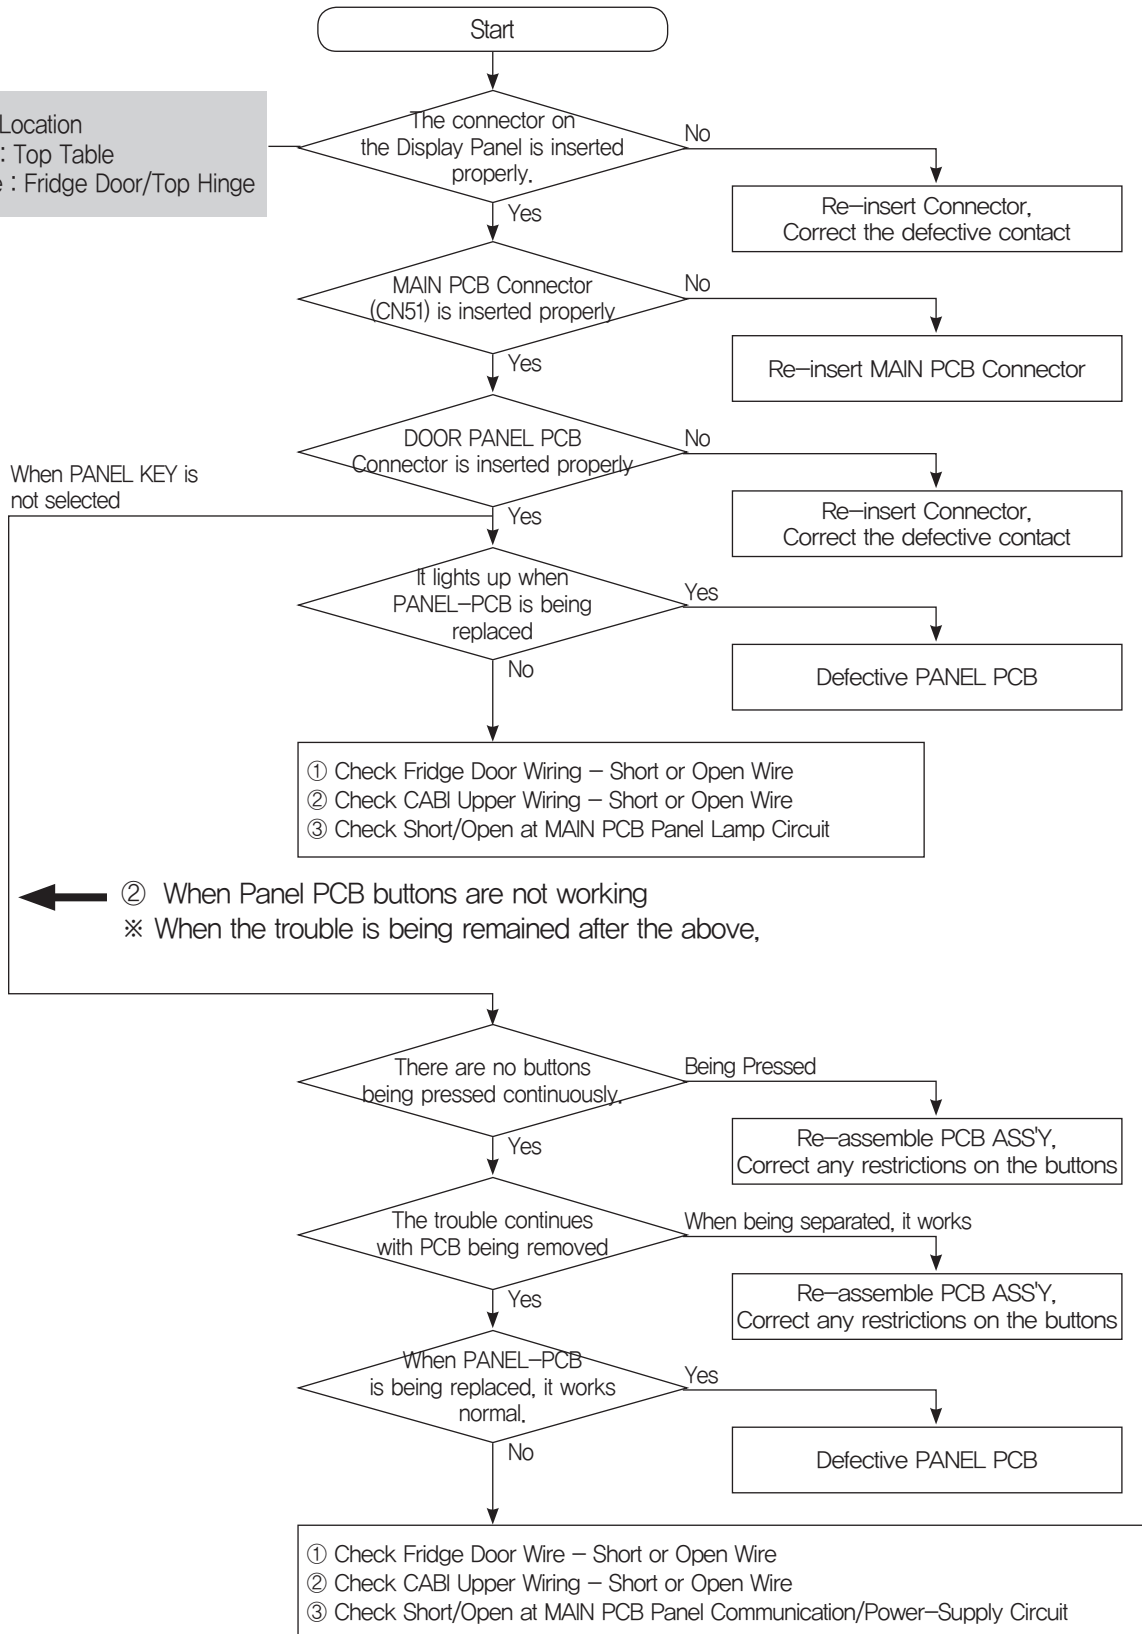 Start
Location
: Top Table
: Fridge Door/Top Hinge
The connector on
the Display Panel is inserted
properly.
No
Re-insert Connector,
Correct the defective contact
Yes
MAIN PCB Connector
(CN51) is inserted properly
No
Re-insert MAIN PCB Connector
Yes
DOOR PANEL PCB
Connector is inserted properly
No
Re-insert Connector,
Correct the defective contact
When PANEL KEY is
not selected
Yes
It lights up when
PANEL-PCB is being
replaced
Yes
Defective PANEL PCB
No
① Check Fridge Door Wiring - Short or Open Wire
② Check CABI Upper Wiring - Short or Open Wire
③ Check Short/Open at MAIN PCB Panel Lamp Circuit
② When Panel PCB buttons are not working
※ When the trouble is being remained after the above,
There are no buttons
being pressed continuously.
Being Pressed
Re-assemble PCB ASS'Y,
Correct any restrictions on the buttons
Yes
The trouble continues
with PCB being removed
When being separated, it works
Re-assemble PCB ASS'Y,
Correct any restrictions on the buttons
Yes
When PANEL-PCB
is being replaced, it works
normal.
Yes
Defective PANEL PCB
No
① Check Fridge Door Wire - Short or Open Wire
② Check CABI Upper Wiring - Short or Open Wire
③ Check Short/Open at MAIN PCB Panel Communication/Power-Supply Circuit